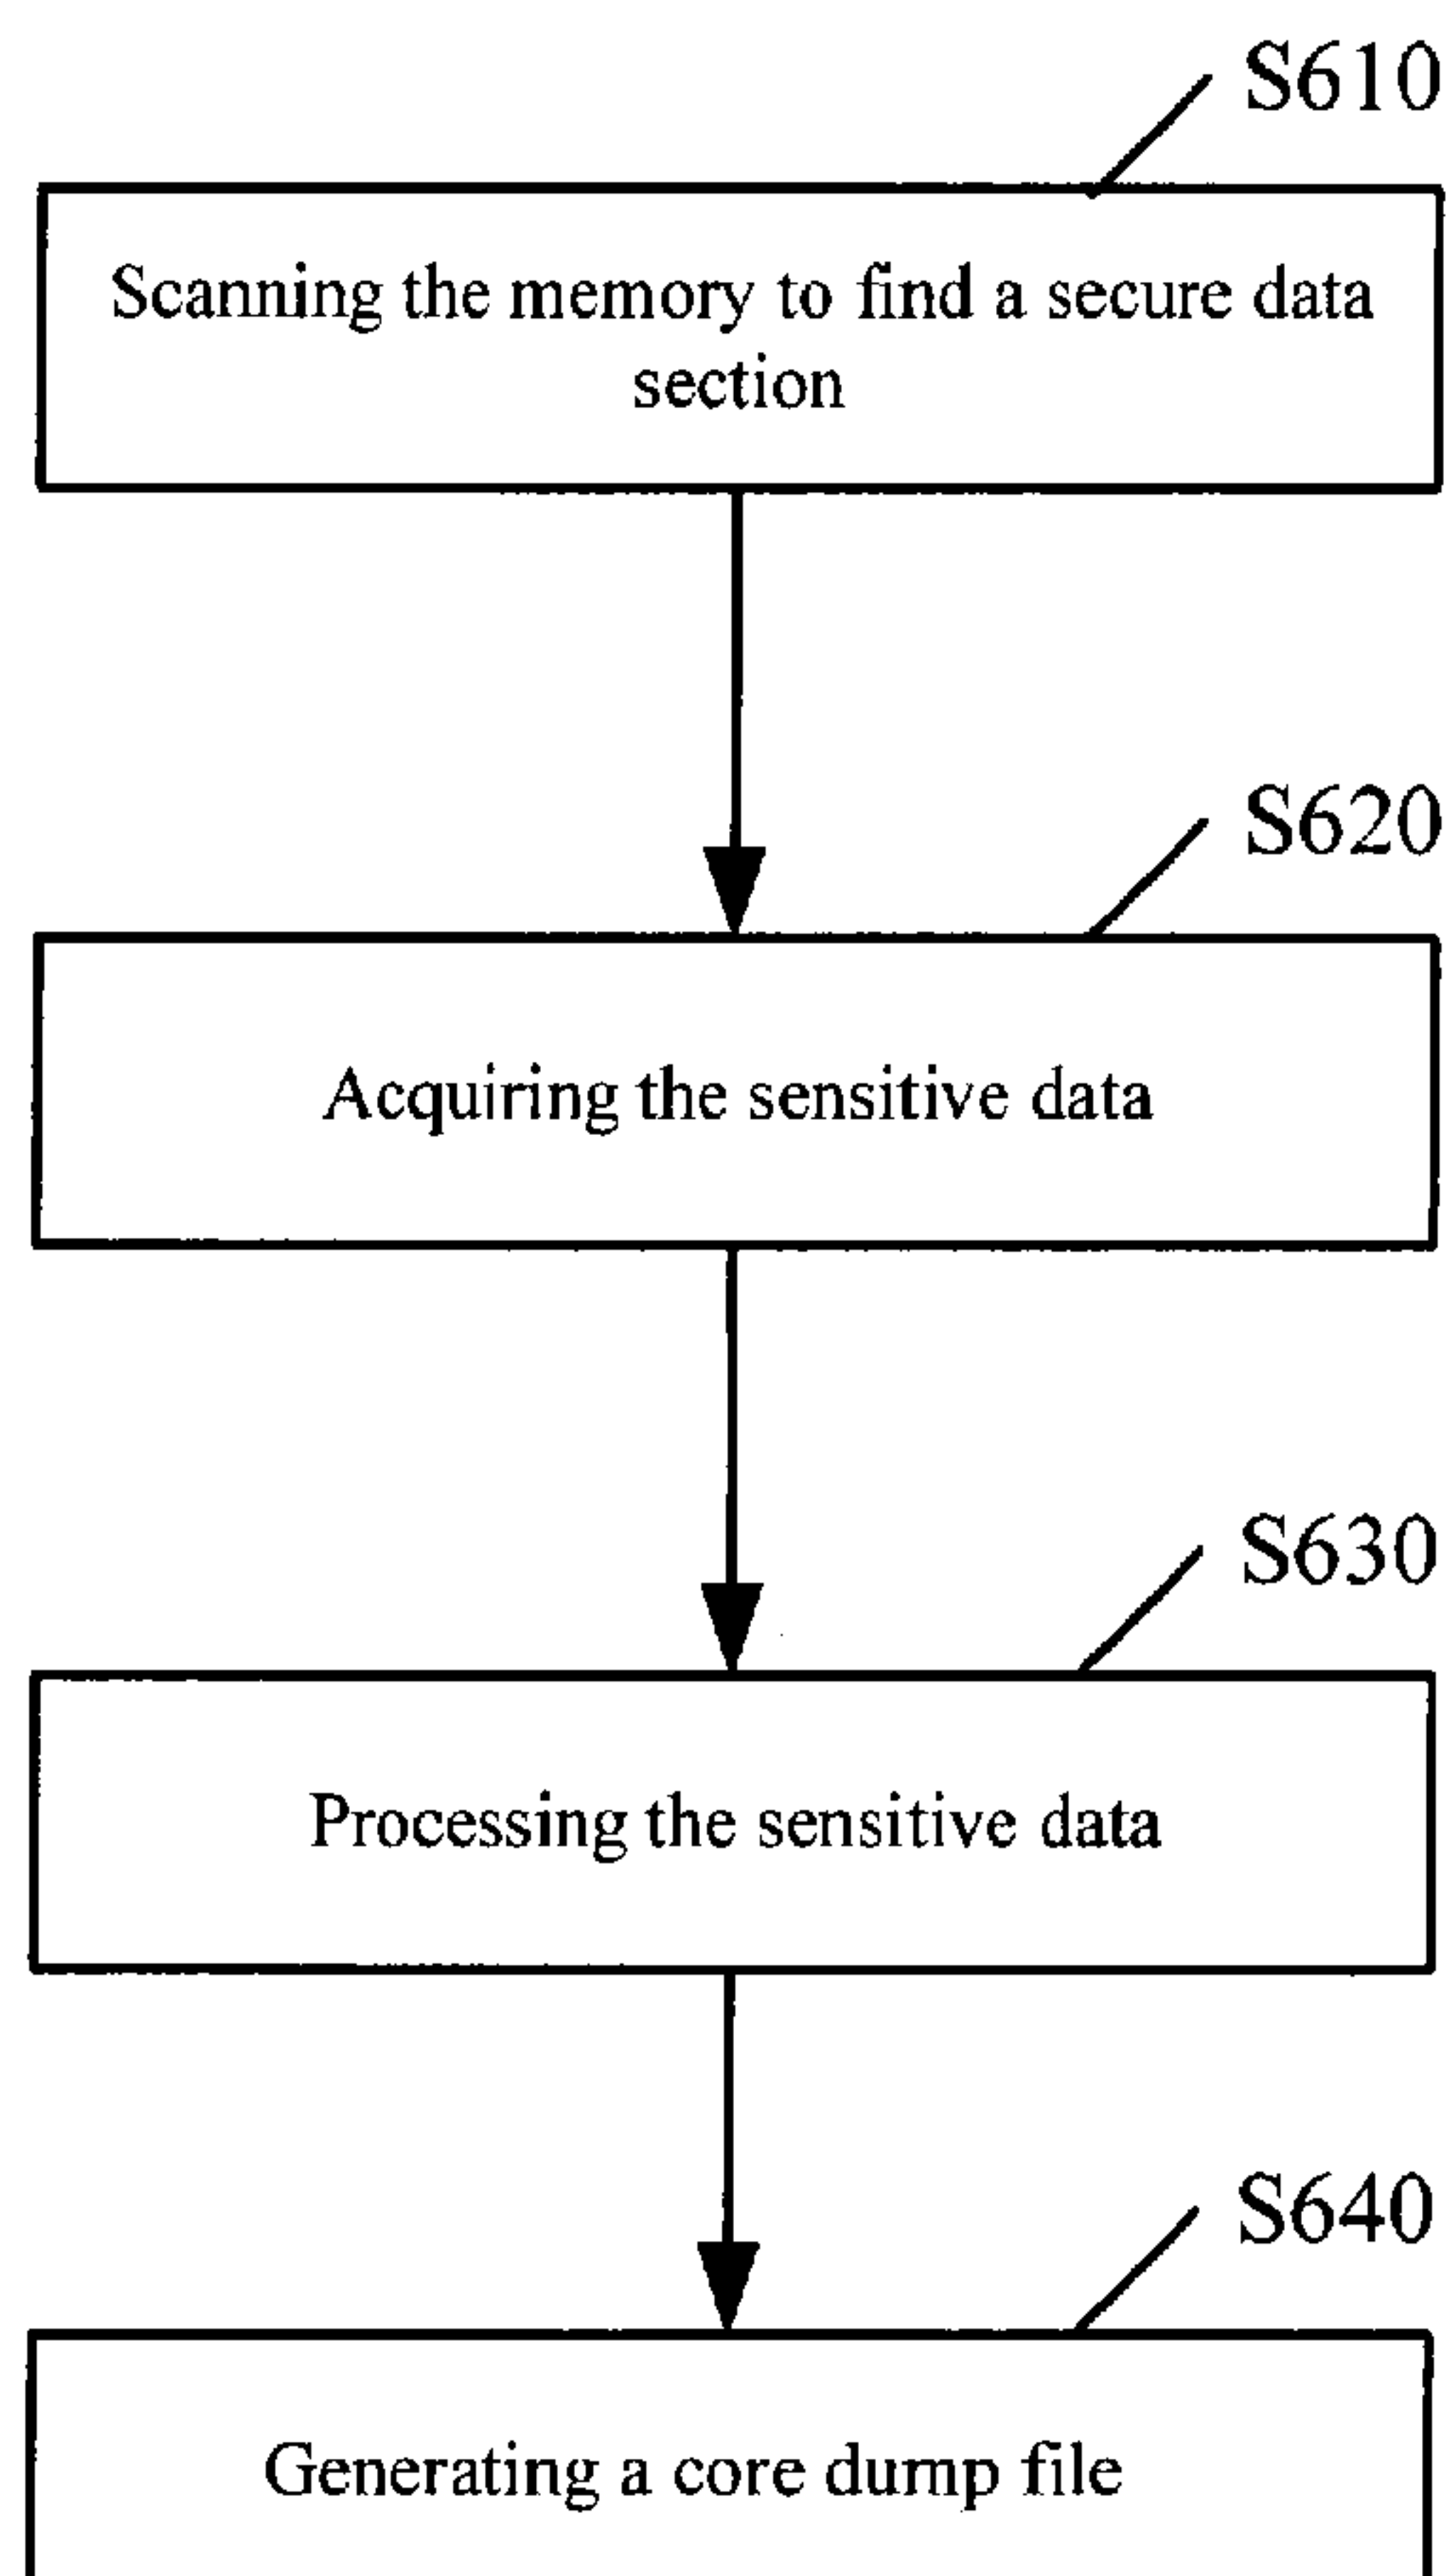 S610
Scanning the memory to find a secure data
section
S620
Acquiring the sensitive data
S630
Processing the sensitive data
S640
Generating a core dump file